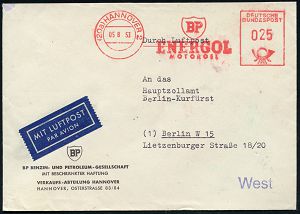 (20a) HANNOVER 2
05.8.53
BP
ENERGOL
MOTOROEL
DEUTSCHE
BUNDESPOST
025
Durch Luftpost
An das
Hauptzollamt
Berlin-Kurfürst
(1) Berlin W 15
Lietzenburger Straße 18/20
MIT LUFTPOST
PAR AVION
BP
BP BENZIN- UND PETROLEUM-GESELLSCHAFT
MIT BESCHRÄNKTER HAFTUNG
VERKAUFS-ABTEILUNG HANNOVER
HANNOVER, OSTERSTRASSE 83/84
West